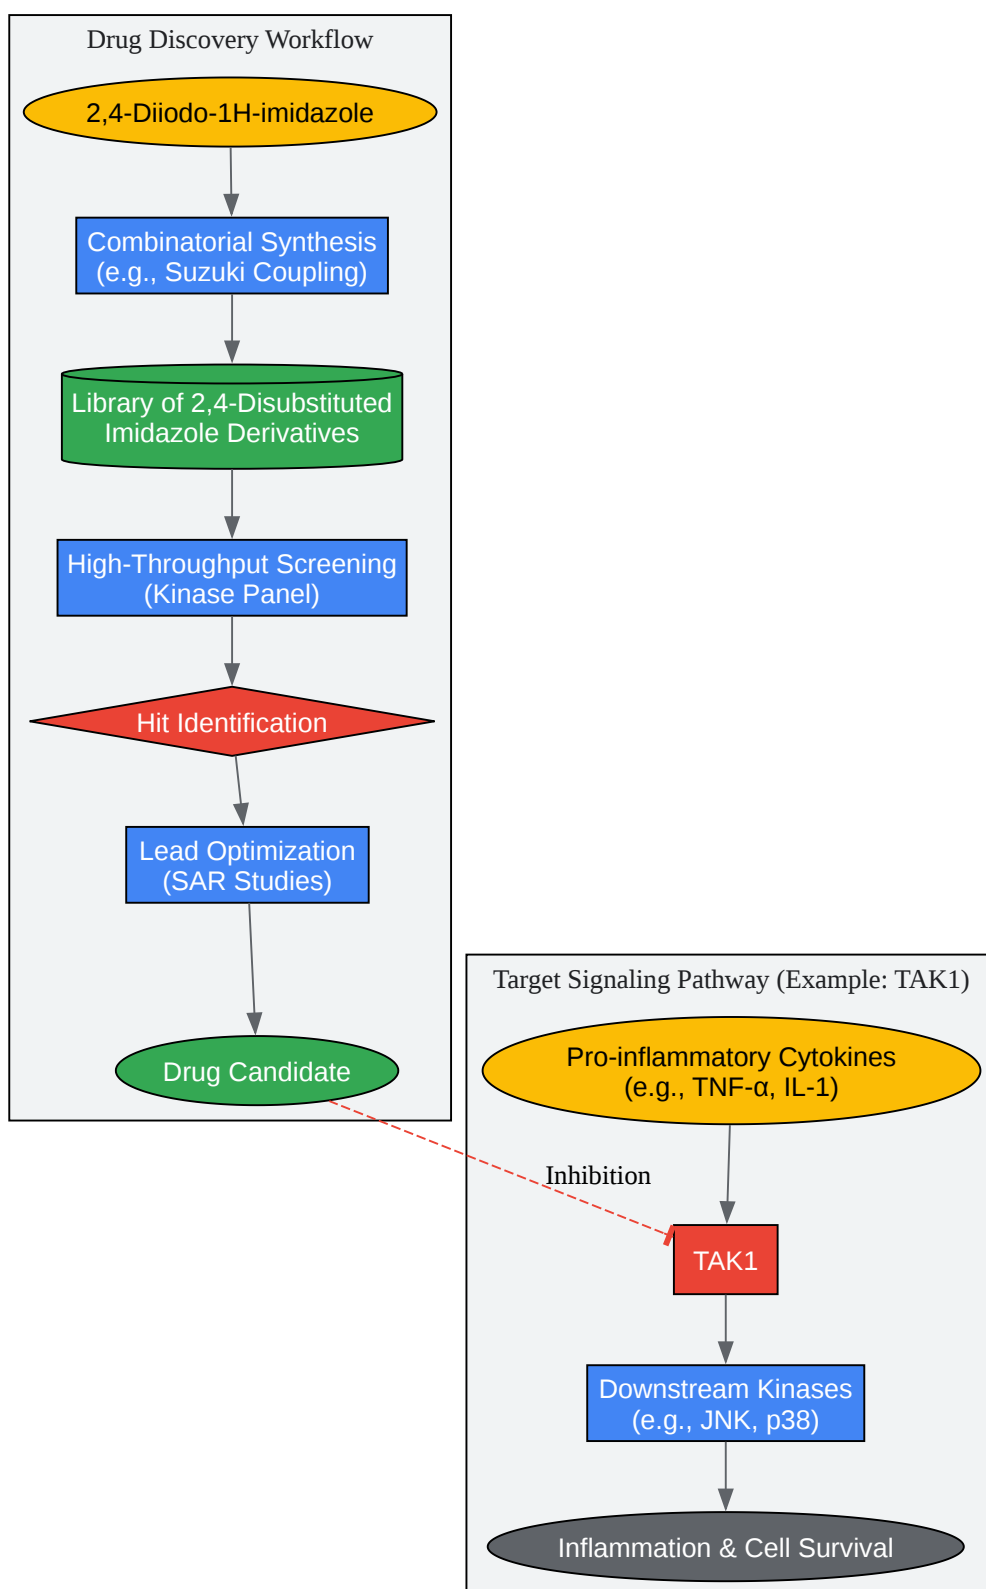 Drug Discovery Workflow
2,4-Diiodo-1H-imidazole
Combinatorial Synthesis
(e.g., Suzuki Coupling)
Library of 2,4-Disubstituted
Imidazole Derivatives
High-Throughput Screening
(Kinase Panel)
Hit Identification
Lead Optimization
(SAR Studies)
Drug Candidate
Target Signaling Pathway (Example: TAK1)
Pro-inflammatory Cytokines
(e.g., TNF-α, IL-1)
Inhibition
TAK1
Downstream Kinases
(e.g., JNK, p38)
Inflammation & Cell Survival